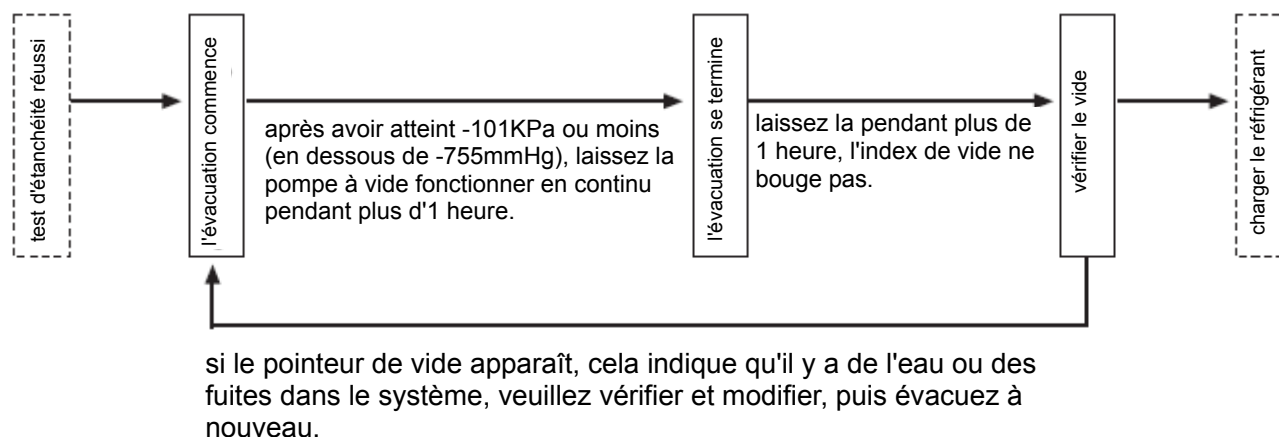 test d'étanchéité réussi
l'évacuation commence
après avoir atteint -101KPa ou moins
(en dessous de -755mmHg), laissez la
pompe à vide fonctionner en continu
pendant plus d'1 heure.
l'évacuation se termine
laissez la pendant plus de
1 heure, l'index de vide ne
bouge pas.
vérifier le vide
charger le réfrigérant
si le pointeur de vide apparaît, cela indique qu'il y a de l'eau ou des
fuites dans le système, veuillez vérifier et modifier, puis évacuez à
nouveau.